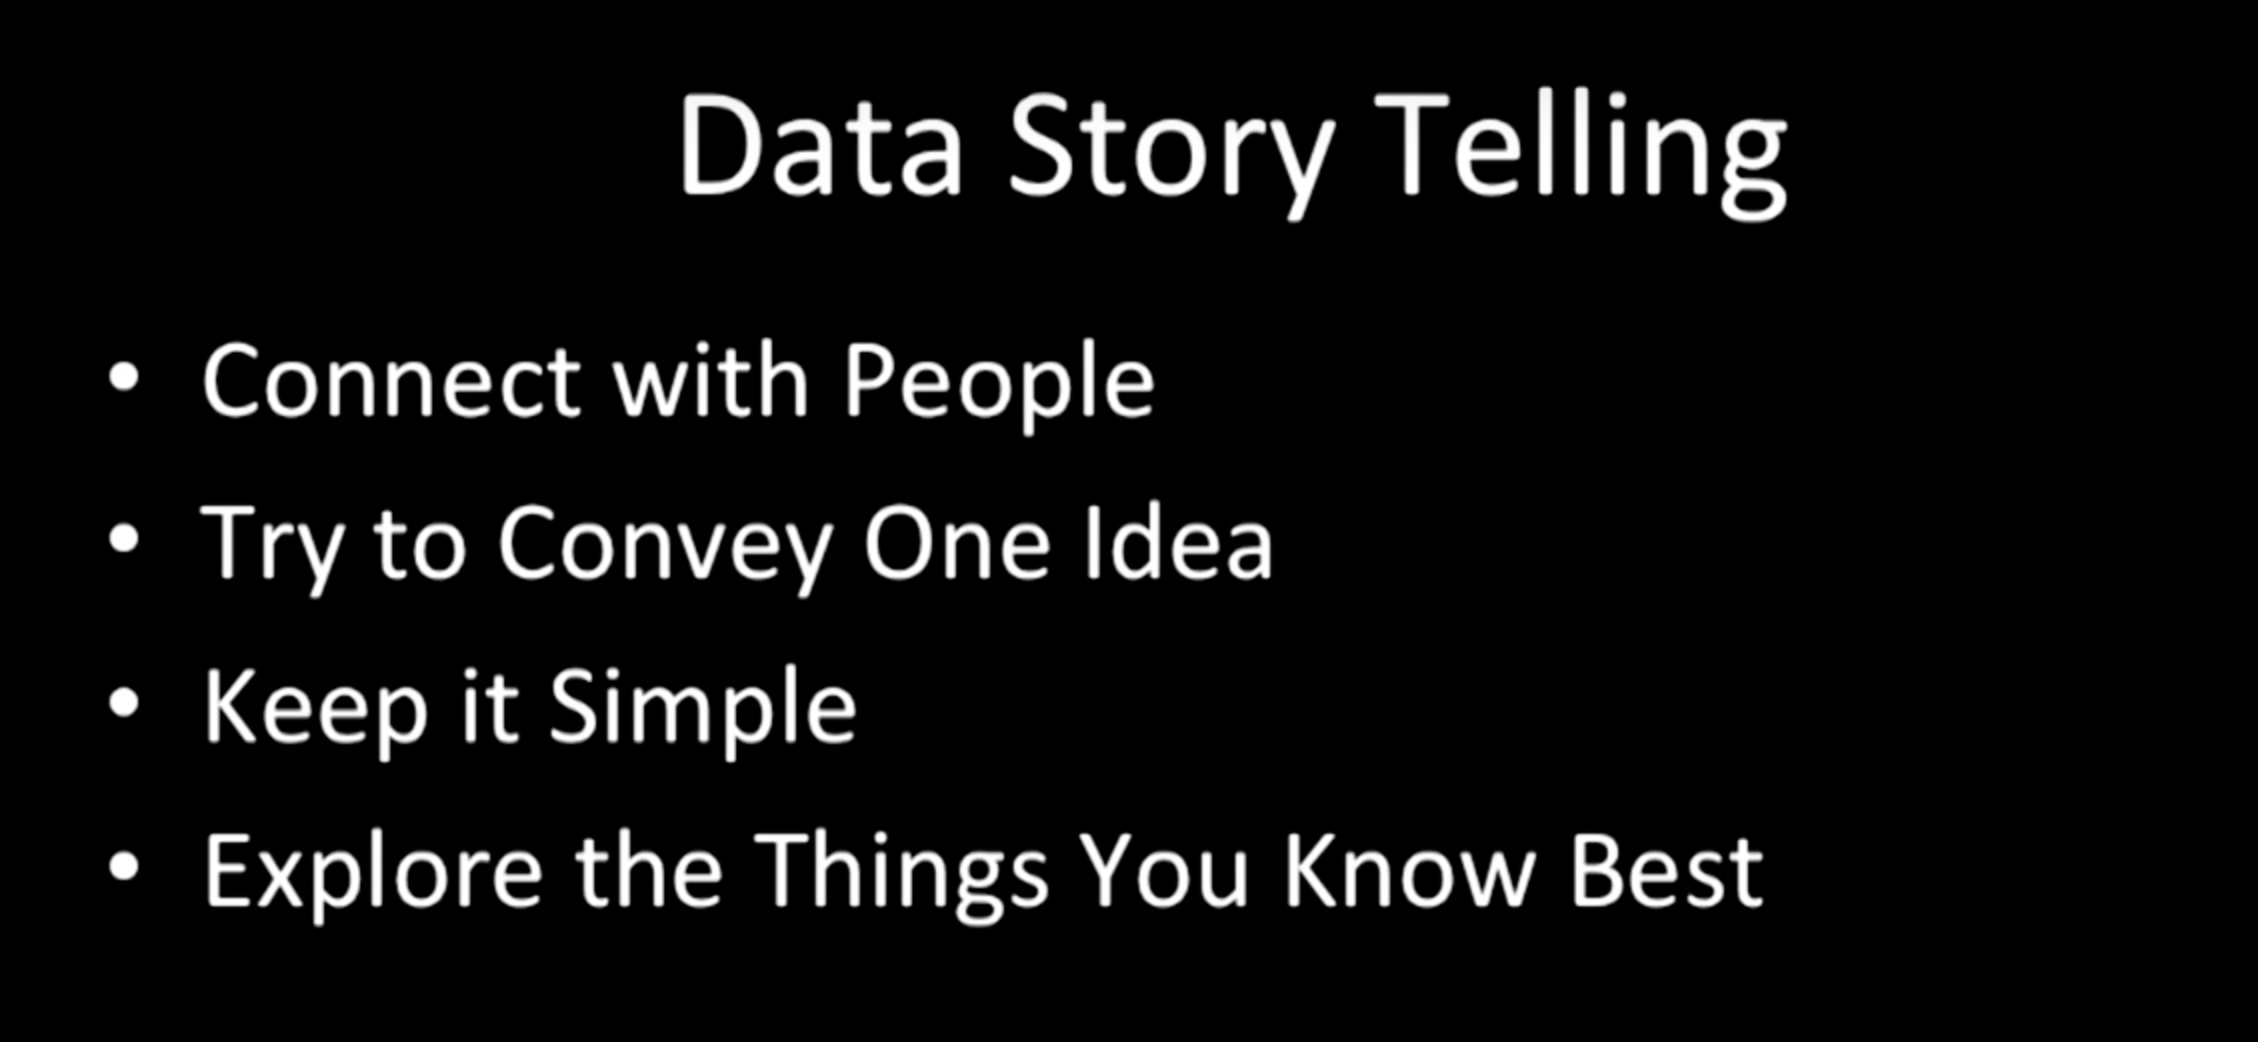 Data Story Telling
• Connect with People
• Try to Convey One Idea
• Keep it Simple
• Explore the Things You Know Best